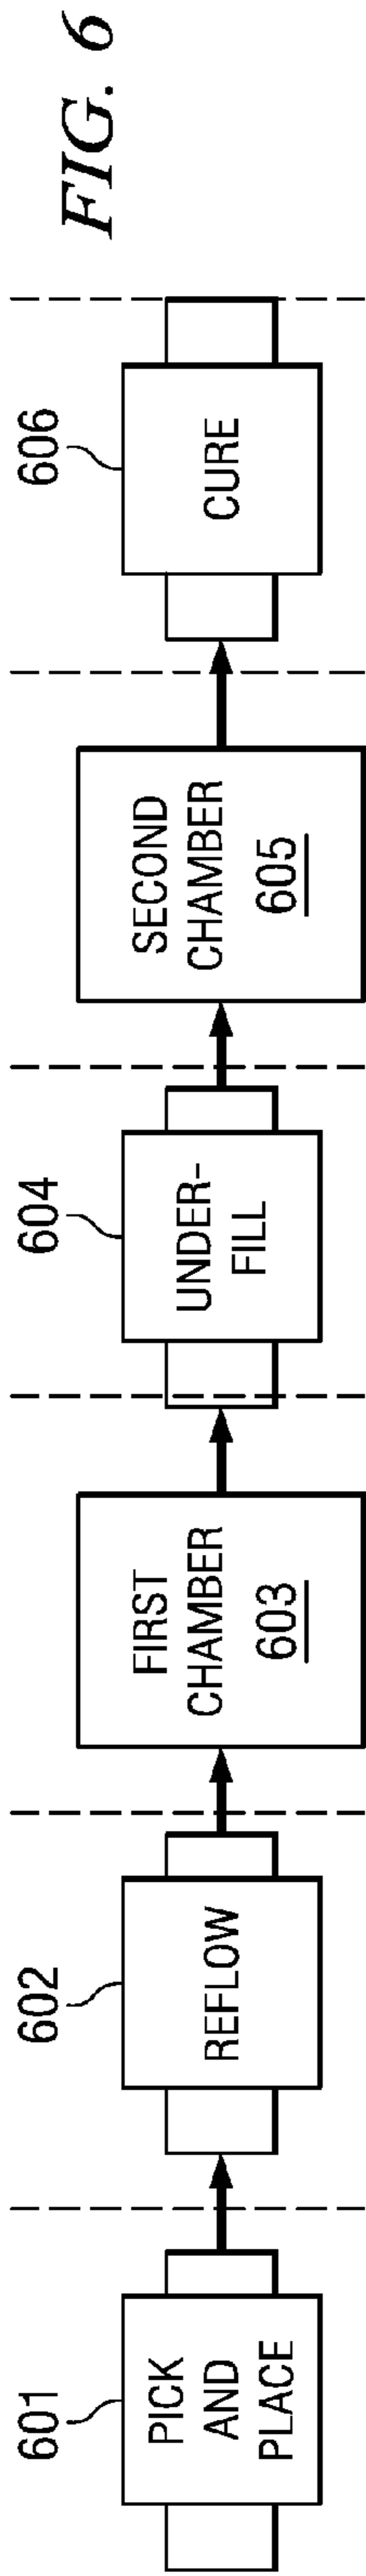 601
PICK
AND
PLACE
602
REFLOW
FIRST
CHAMBER
603
604
UNDER-
FILL
SECOND
CHAMBER
605
606
CURE
FIG. 6